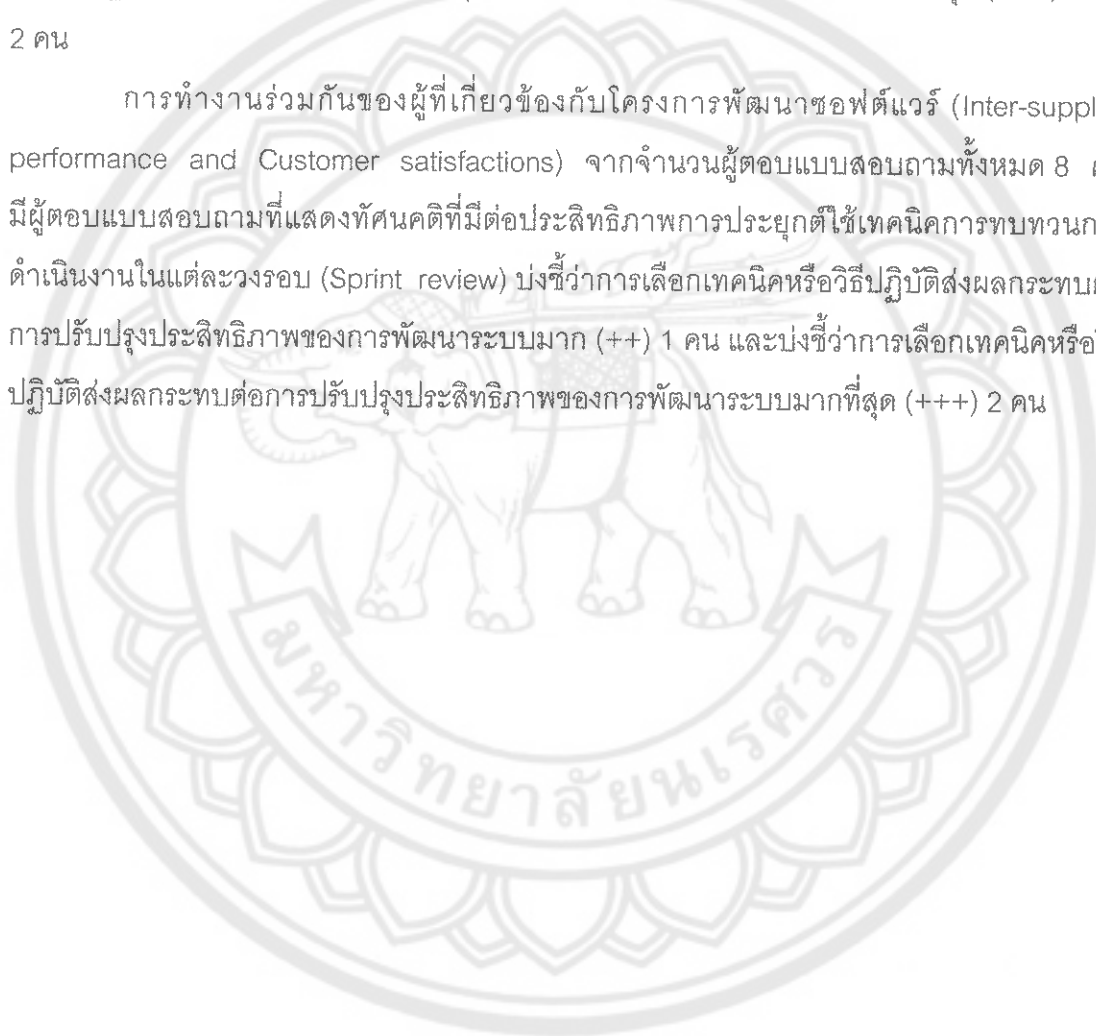 2 คน
การทำงานร่วมกันของผู้ที่เกี่ยวข้องกับโครงการพัฒนาซอฟต์แวร์ (Inter-suppl
performance and Customer satisfactions) จากจำนวนผู้ตอบแบบสอบถามทั้งหมด 8
มีผู้ตอบแบบสอบถามที่แสดงทัศนคติที่มีต่อประสิทธิภาพการประยุกต์ใช้เทคนิคการทบทวนก
ดำเนินงานในแต่ละวงรอบ (Sprint review) บ่งชี้ว่าการเลือกเทคนิคหรือวิธีปฏิบัติส่งผลกระทบ
การปรับปรุงประสิทธิภาพของการพัฒนาระบบมาก (++) 1 คน และบ่งชี้ว่าการเลือกเทคนิคหรือ
ปฏิบัติส่งผลกระทบต่อการปรับปรุงประสิทธิภาพของการพัฒนาระบบมากที่สุด (+++) 2 คน
มหาวิทยาลัยนเรศวร